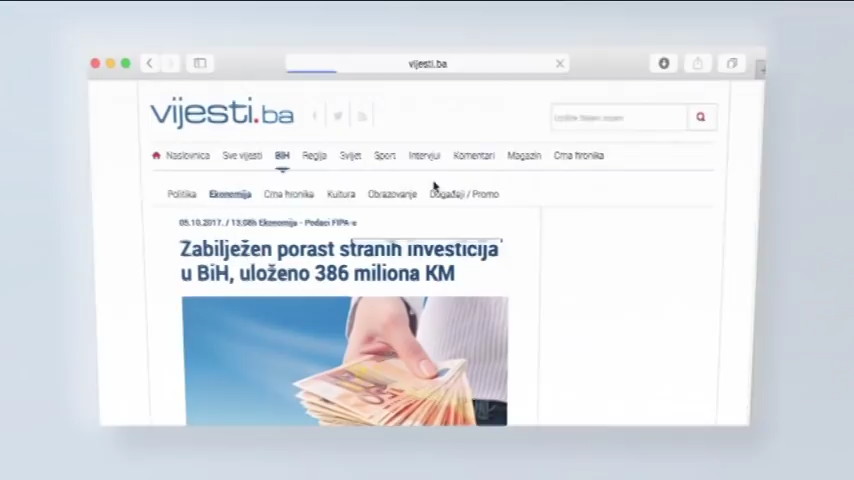 vijesti.ba
vijesti.ba
Naslovnica Sve vijesti BiH Regija Svijet Sport Intervjui Komentari Magazin Crna hronika
Politika Ekonomija Crna hronika Kultura Obrazovanje Događaji / Promo
05.10.2017. / 13:08h Ekonomija - Podaci FIPA-e
Zabilježen porast stranih investicija
u BiH, uloženo 386 miliona KM